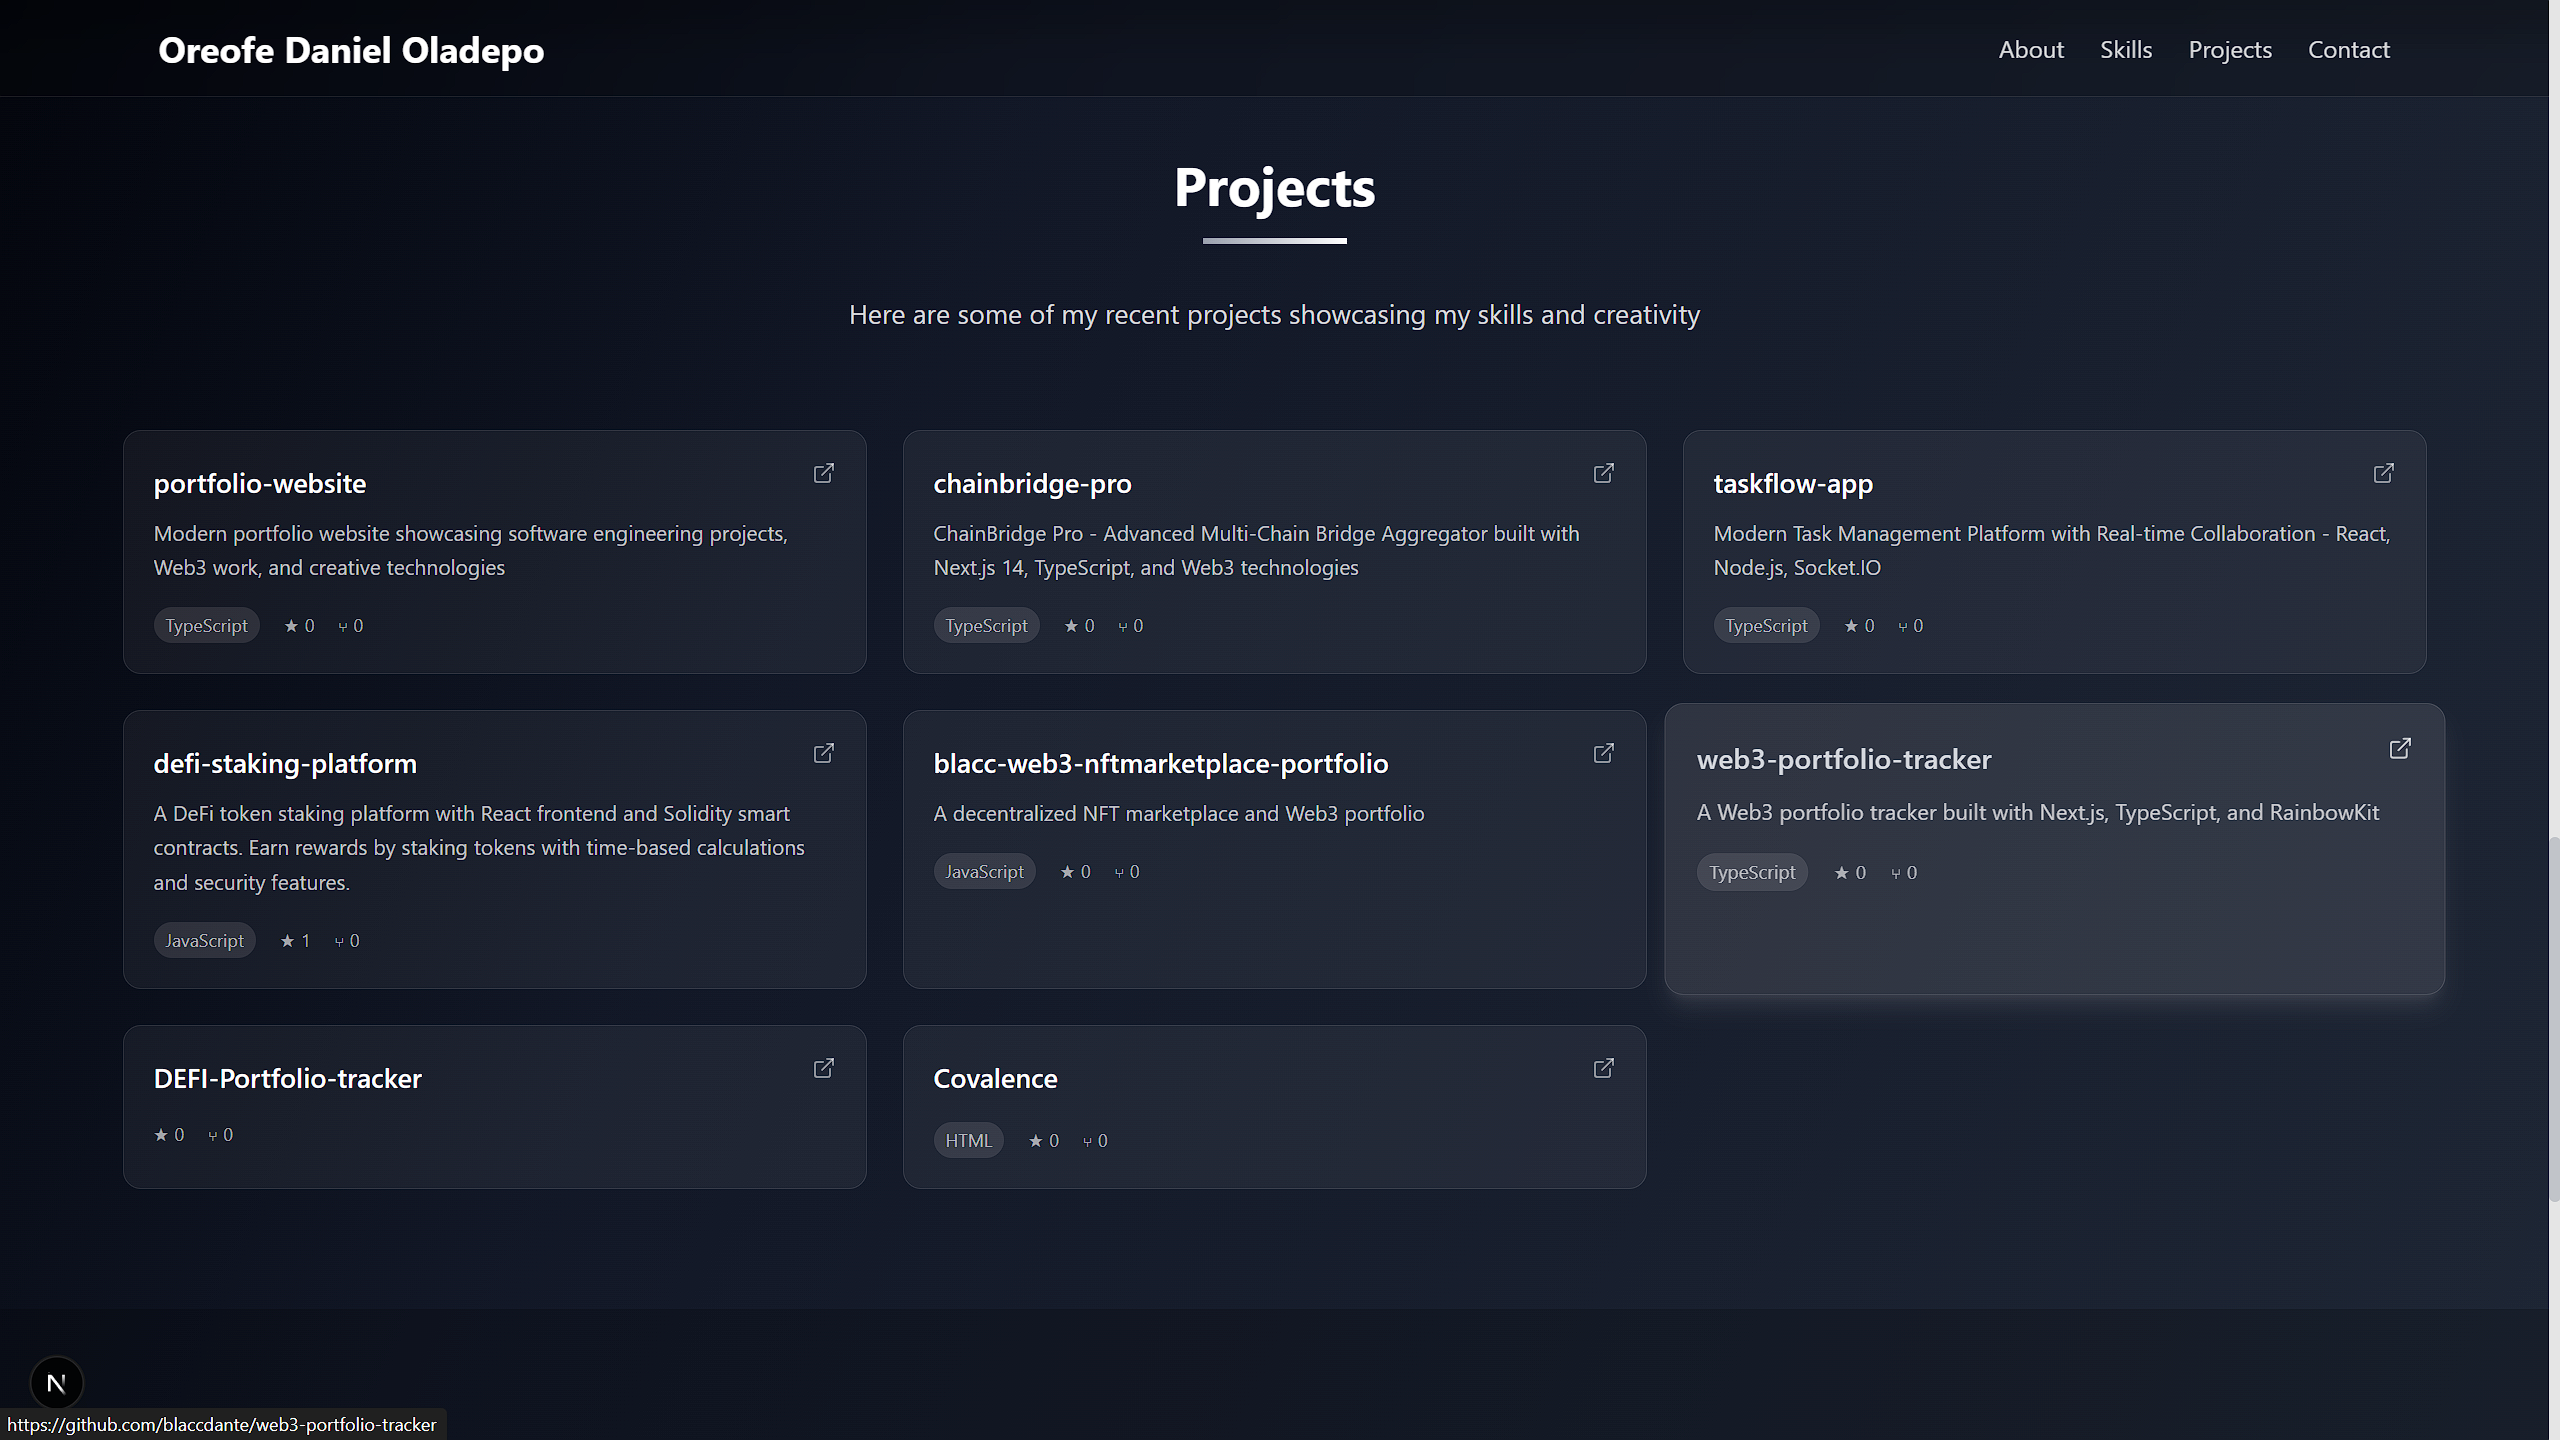 Oreofe Daniel Oladepo
About Skills Projects Contact
Projects
Here are some of my recent projects showcasing my skills and creativity
portfolio-website
Modern portfolio website showcasing software engineering projects,
Web3 work, and creative technologies
TypeScript ★ 0 ⑂ 0
chainbridge-pro
ChainBridge Pro - Advanced Multi-Chain Bridge Aggregator built with
Next.js 14, TypeScript, and Web3 technologies
TypeScript ★ 0 ⑂ 0
taskflow-app
Modern Task Management Platform with Real-time Collaboration - React,
Node.js, Socket.IO
TypeScript ★ 0 ⑂ 0
defi-staking-platform
A DeFi token staking platform with React frontend and Solidity smart
contracts. Earn rewards by staking tokens with time-based calculations
and security features.
JavaScript ★ 1 ⑂ 0
blacc-web3-nftmarketplace-portfolio
A decentralized NFT marketplace and Web3 portfolio
JavaScript ★ 0 ⑂ 0
web3-portfolio-tracker
A Web3 portfolio tracker built with Next.js, TypeScript, and RainbowKit
TypeScript ★ 0 ⑂ 0
DEFI-Portfolio-tracker
★ 0 ⑂ 0
Covalence
HTML ★ 0 ⑂ 0
N
https://github.com/blaccdante/web3-portfolio-tracker